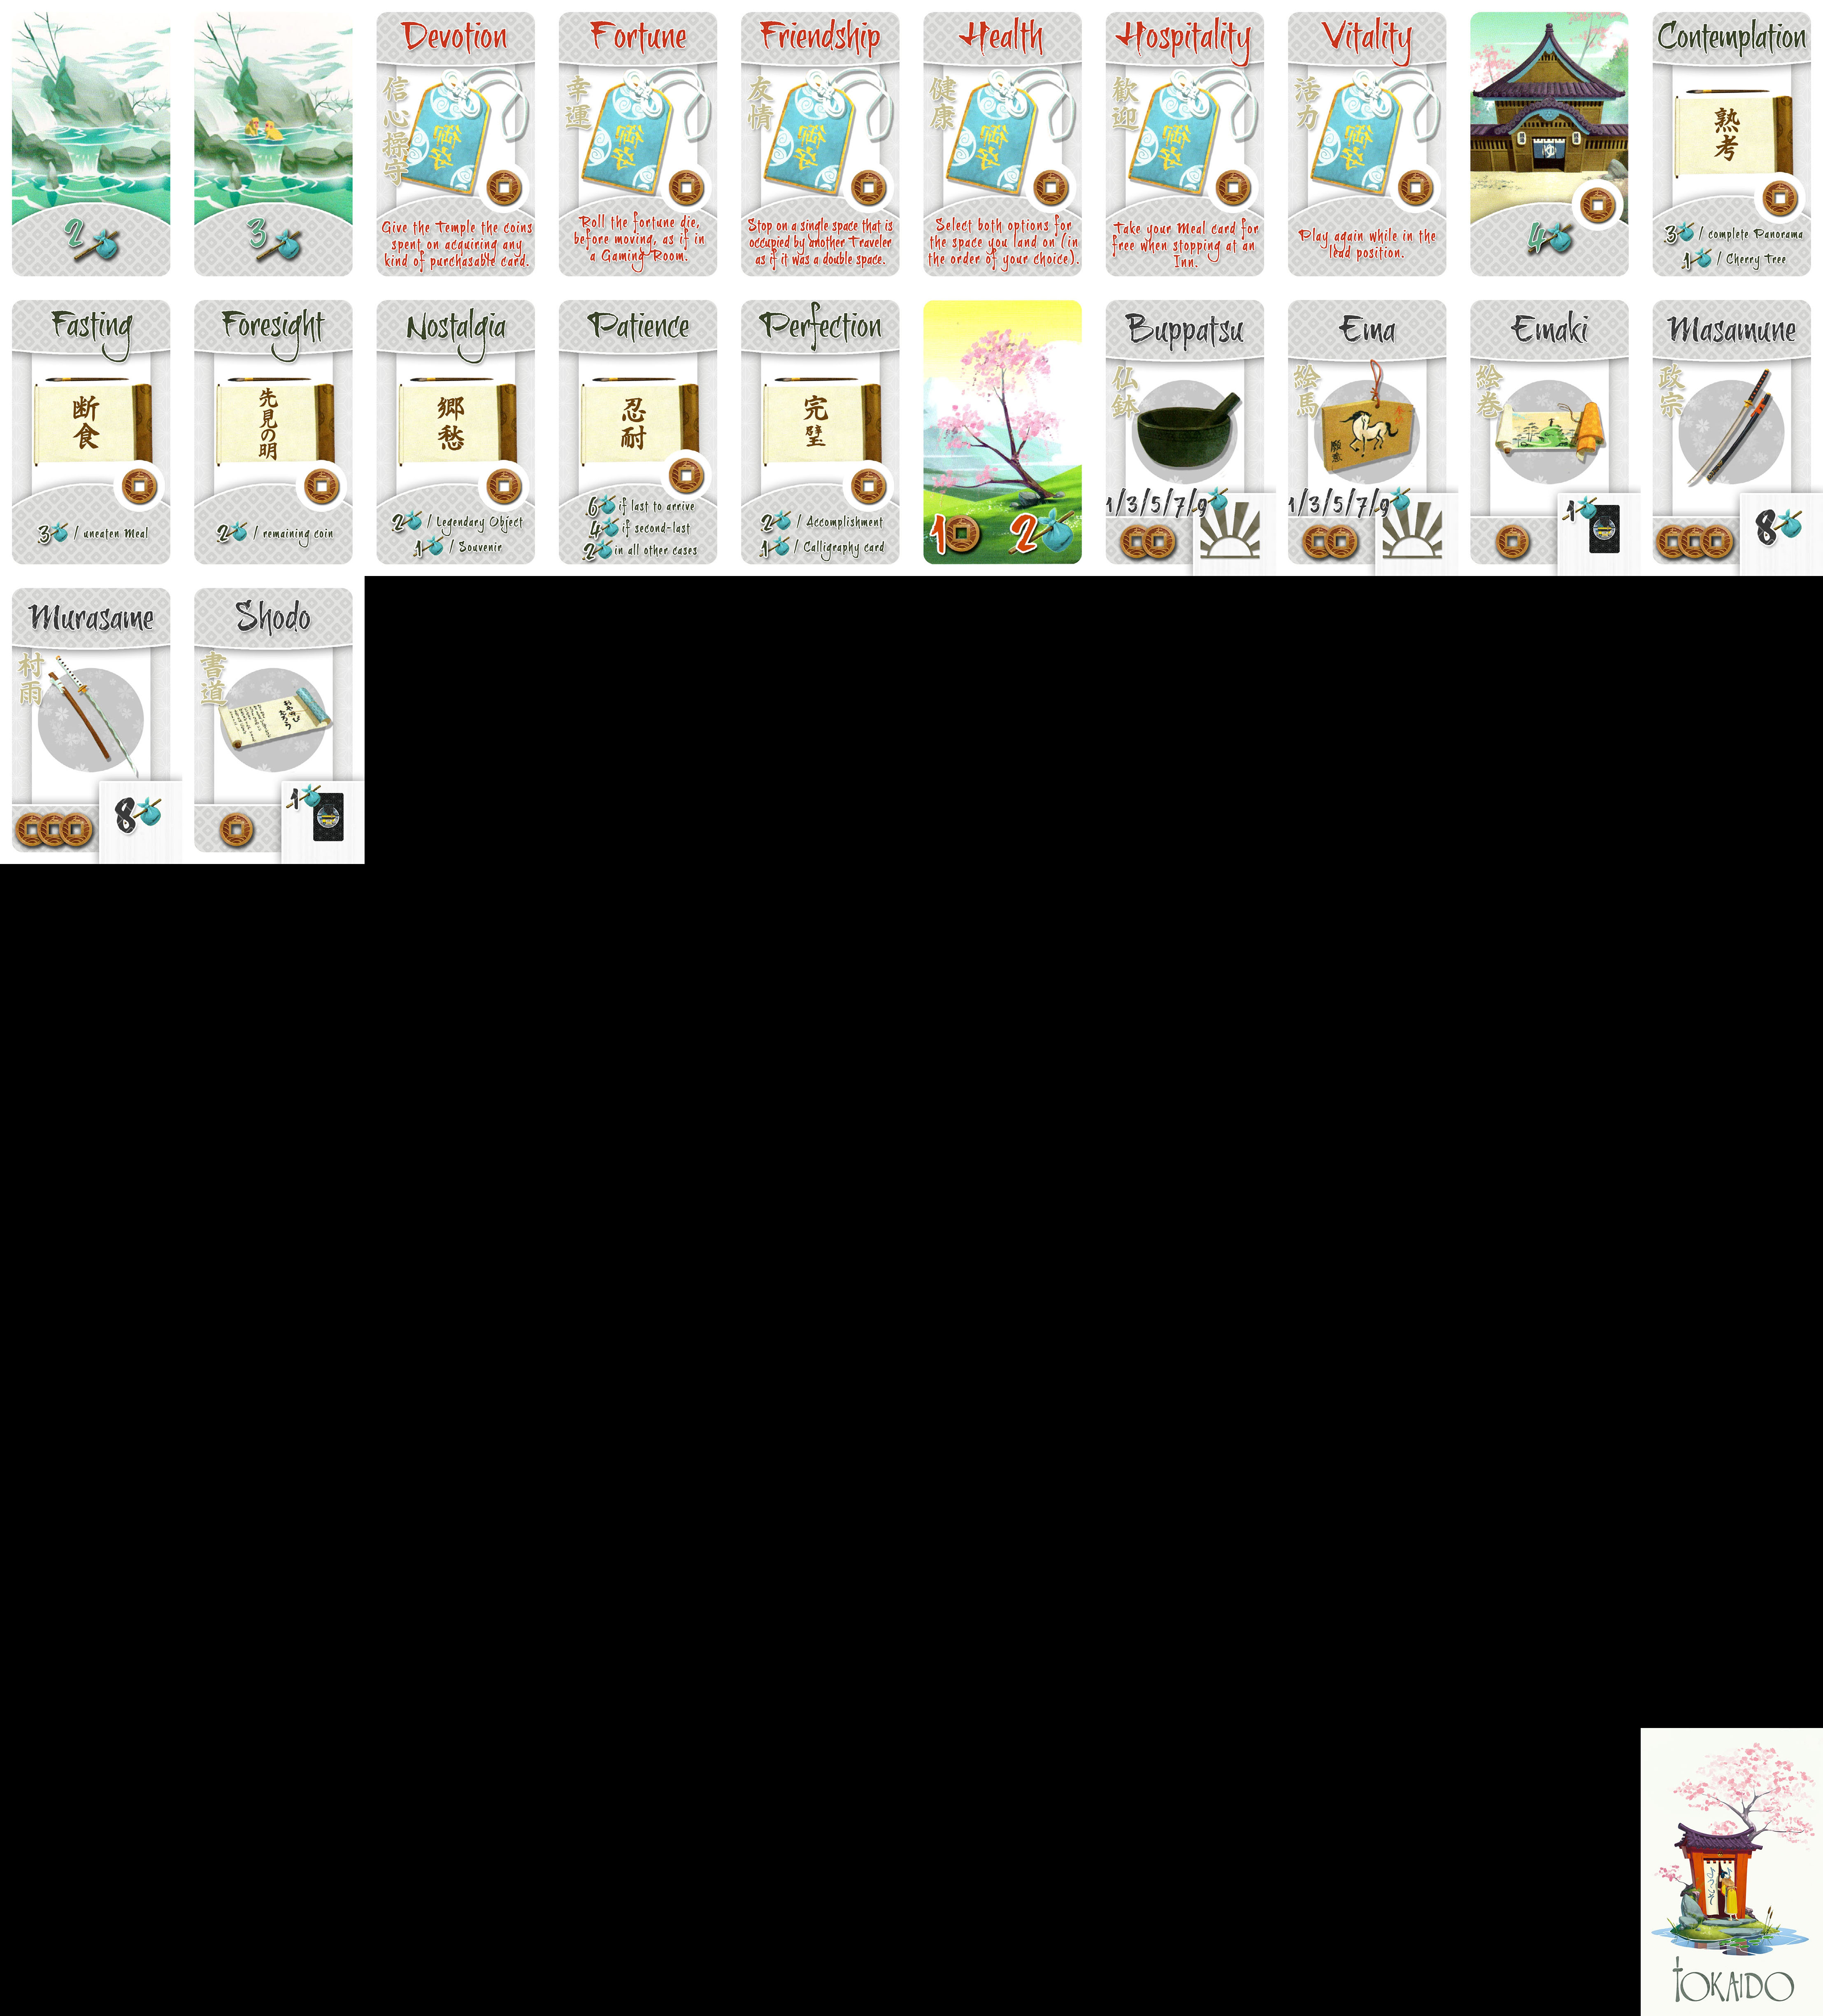 2
3
Devotion
信心操守
Give the Temple the coins
spent on acquiring any
kind of purchasable card.
Fortune
幸運
Roll the fortune die,
before moving, as if in
a Gaming Room.
Friendship
友情
Stop on a single space that is
occupied by another Traveler
as if it was a double space.
Health
健康
Select both options for
the space you land on (in
the order of your choice).
Hospitality
歓迎
Take your Meal card for
free when stopping at an
Inn.
Vitality
活力
Play again while in the
lead position.
ゆ
4
Contemplation
熟考
3 / complete Panorama
1 / Cherry Tree
Fasting
断食
3 / uneaten Meal
Foresight
先見の明
2 / remaining coin
Nostalgia
郷愁
2 / Legendary Object
1 / Souvenir
Patience
忍耐
6 if last to arrive
4 if second-last
2 in all other cases
Perfection
完璧
2 / Accomplishment
1 / Calligraphy card
1 2
Buppatsu
仏鉢
1/3/5/7/9
Ema
絵馬
1/3/5/7/9
Emaki
絵巻
1
Masamune
政宗
8
Murasame
村雨
8
Shodo
書道
1
TOKAIDO